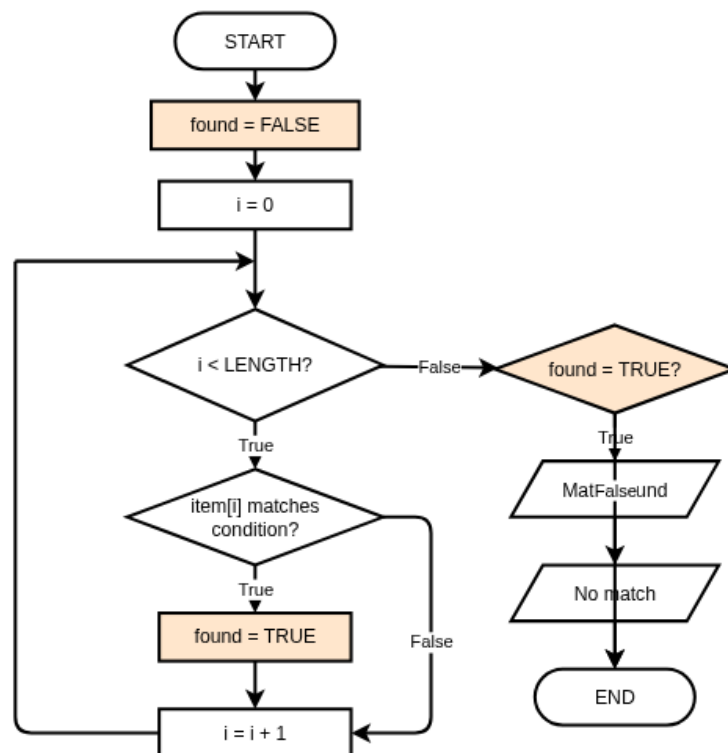 START
found = FALSE
i = 0
i < LENGTH?
False
found = TRUE?
True
True
item[i] matches
condition?
False
No match
True
found = TRUE
False
END
i = i + 1